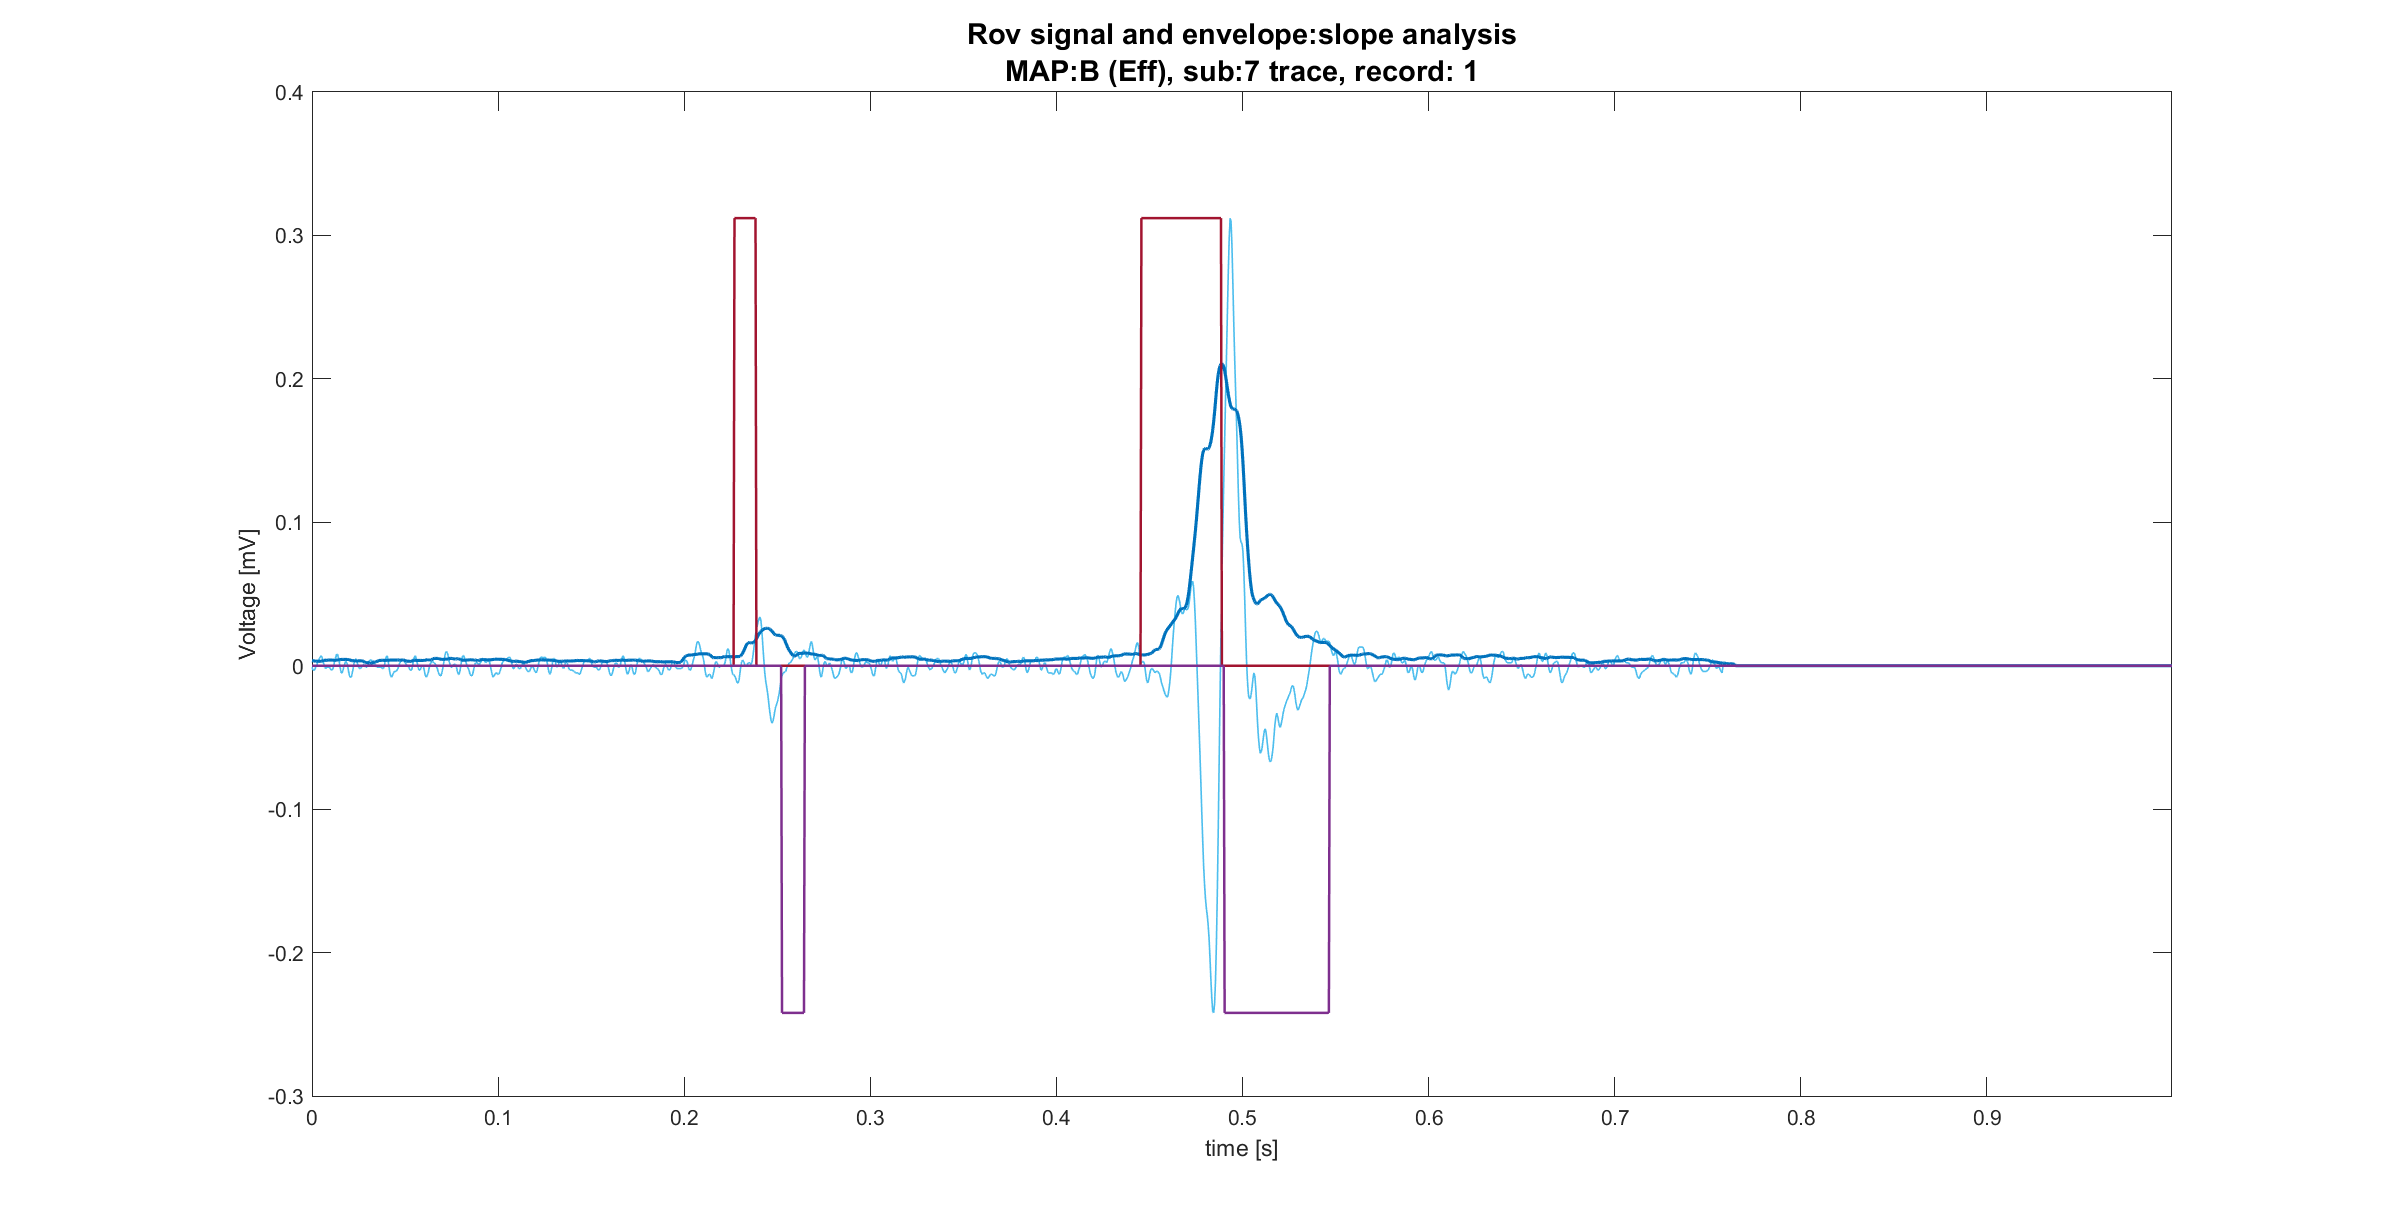 Rov signal and envelope:slope analysis
MAP:B (Eff), sub:7 trace, record: 1
0.4
0.3
0.2
0.1
0
-0.1
-0.2
-0.3
Voltage [mV]
0 0.1 0.2 0.3 0.4 0.5 0.6 0.7 0.8 0.9
time [s]